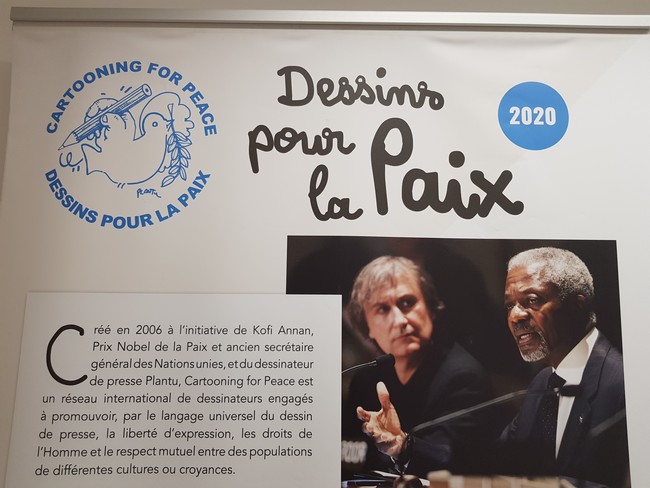 CARTOONING FOR PEACE
DESSINS POUR LA PAIX
PLANTU
Dessins
pour
la Paix
2020
Créé en 2006 à l'initiative de Kofi Annan,
Prix Nobel de la Paix et ancien secrétaire
général des Nations unies, et du dessinateur
de presse Plantu, Cartooning for Peace est
un réseau international de dessinateurs engagés
à promouvoir, par le langage universel du dessin
de presse, la liberté d'expression, les droits de
l'Homme et le respect mutuel entre des populations
de différentes cultures ou croyances.